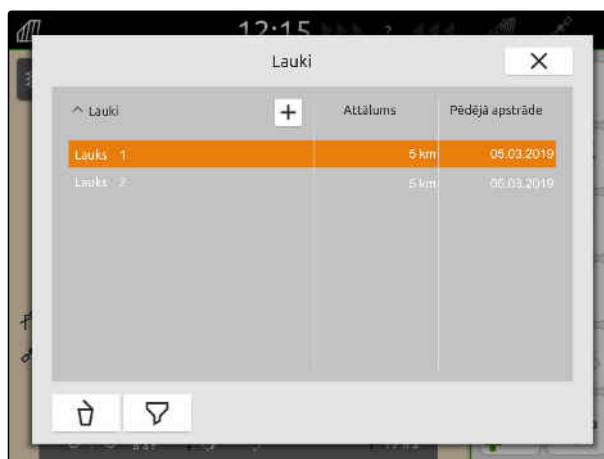 12:15
?
Lauki
Lauki Attālums Pēdējā apstrāde
Lauks 1 5 km 05.03.2019
Lauks 2 5 km 05.03.2019